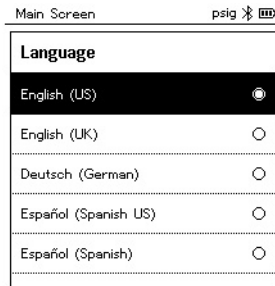 Main Screen psig
Language
English (US)
English (UK)
Deutsch (German)
Español (Spanish US)
Español (Spanish)